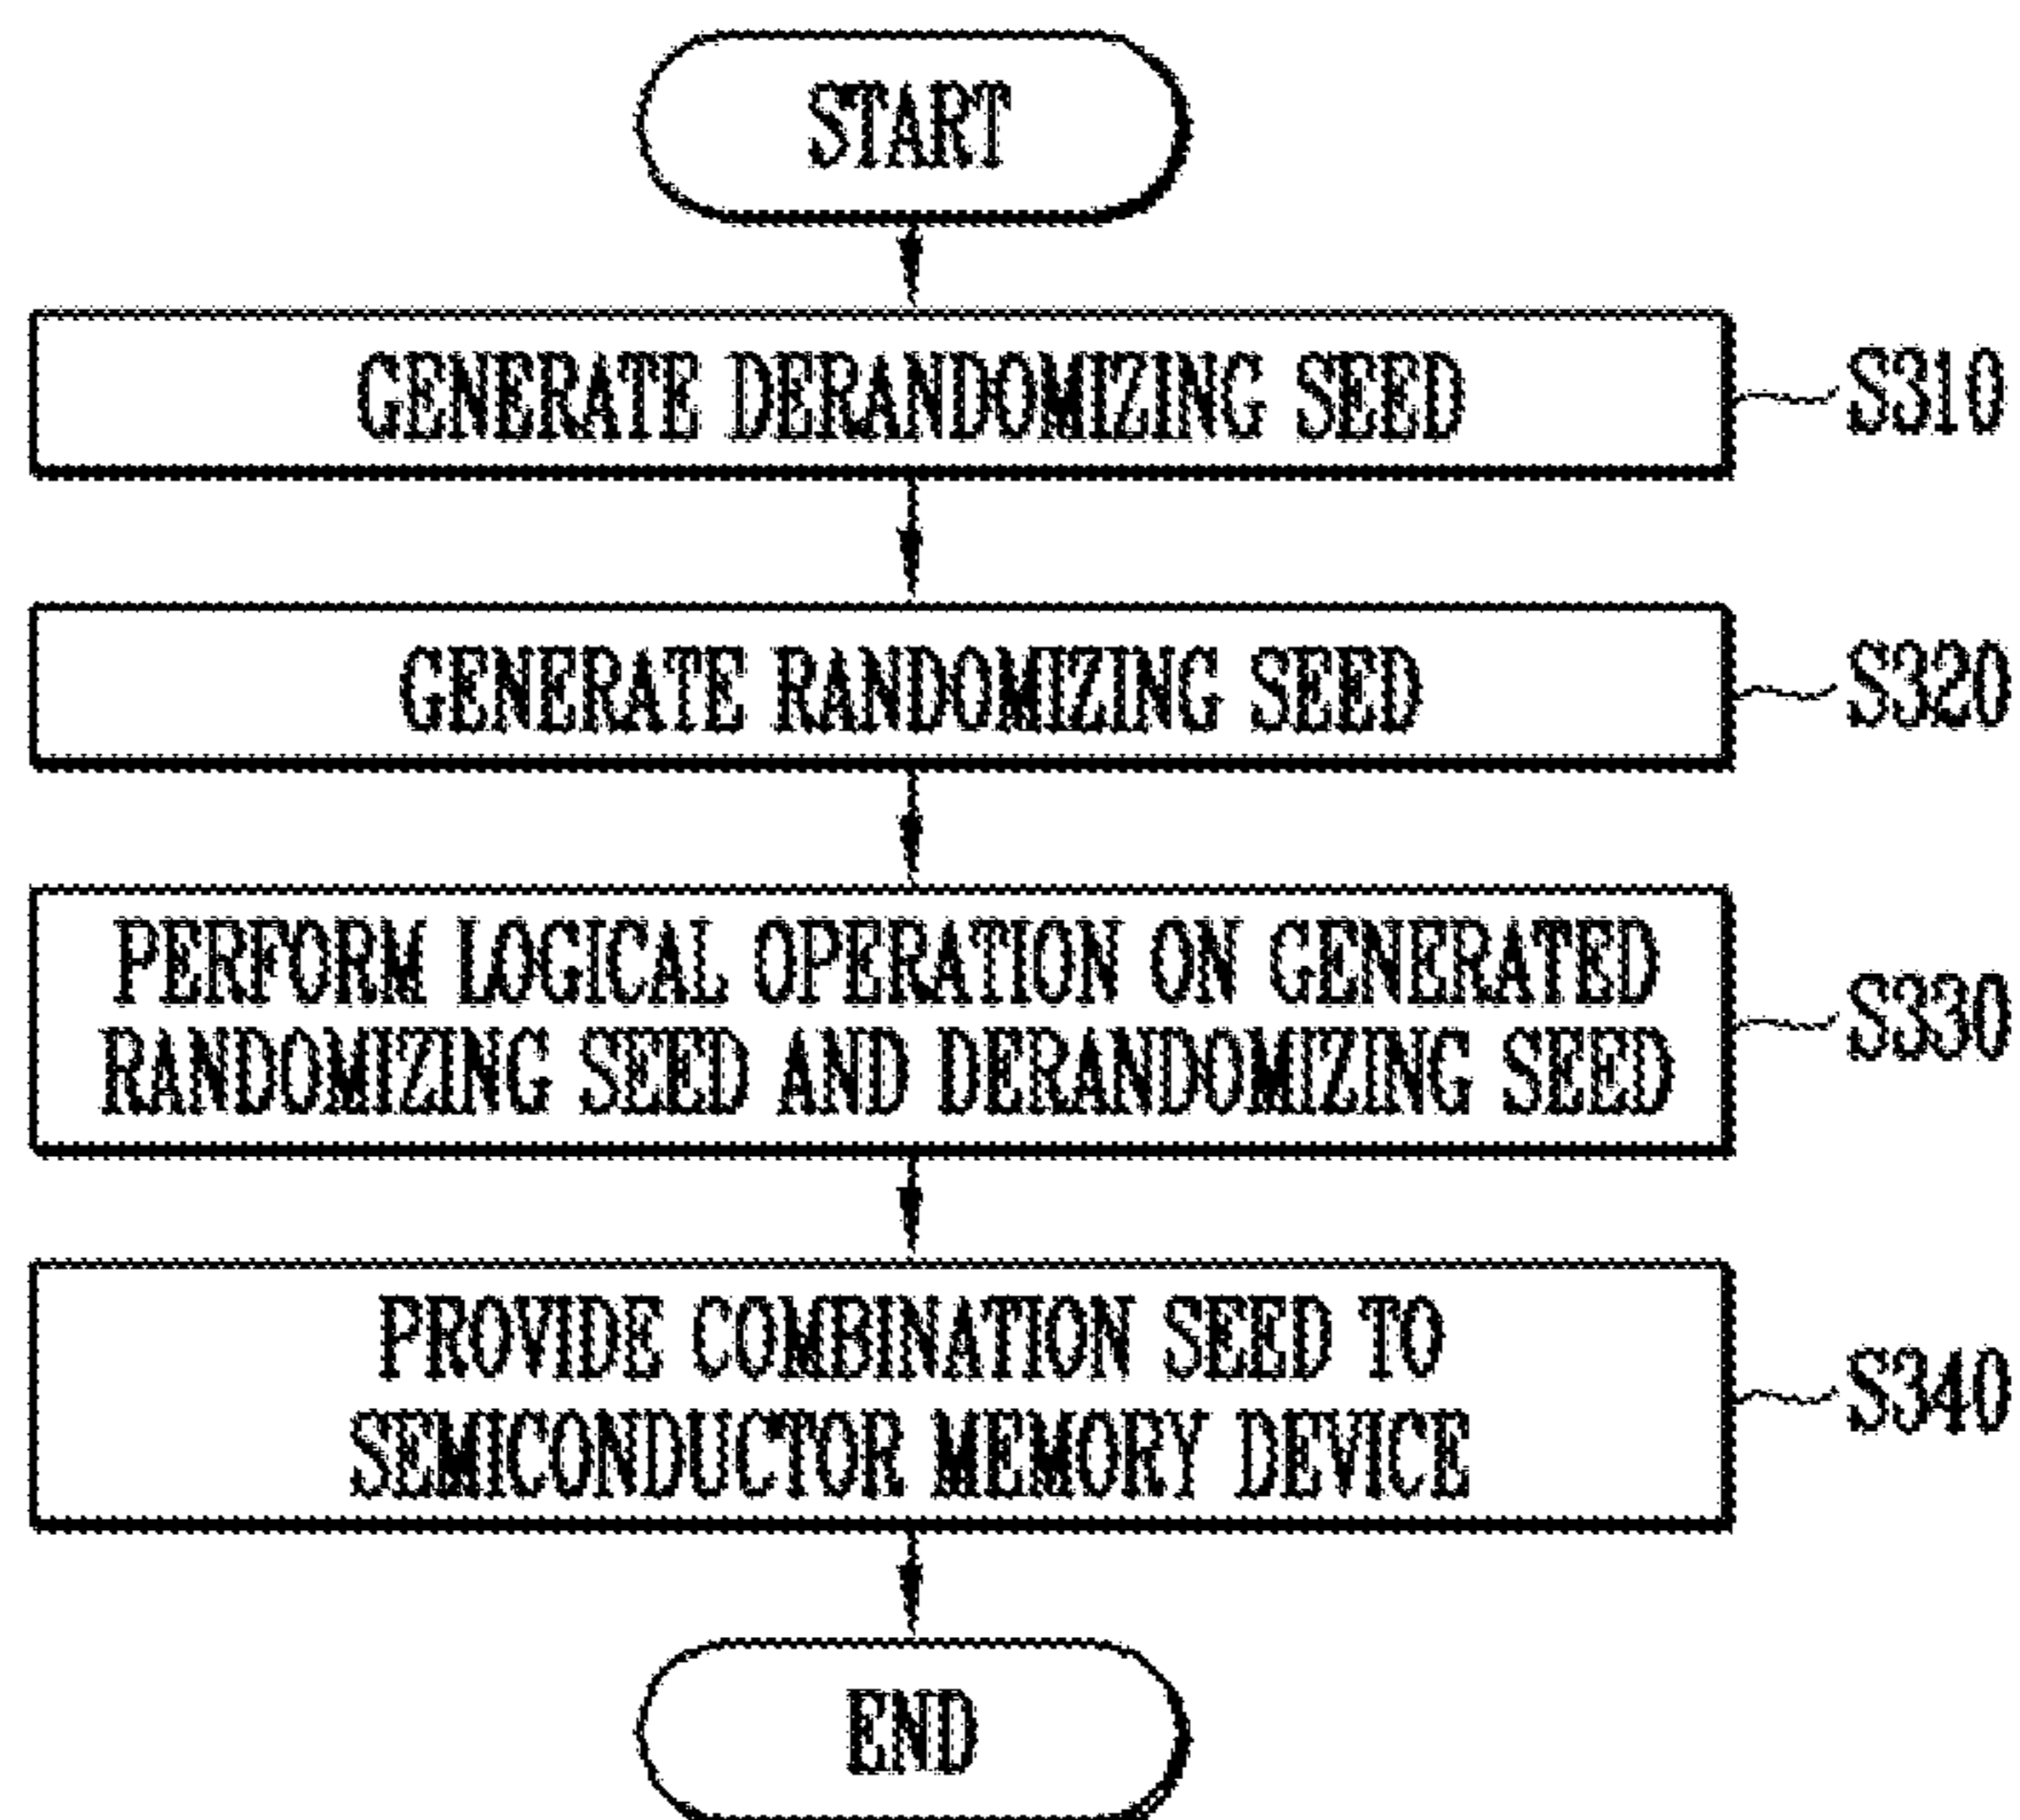 START
GENERATE DERANDOMIZING SEED
S310
GENERATE RANDOMIZING SEED
S320
PERFORM LOGICAL OPERATION ON GENERATED
RANDOMIZING SEED AND DERANDOMIZING SEED
S330
PROVIDE COMBINATION SEED TO
SEMICONDUCTOR MEMORY DEVICE
S340
END